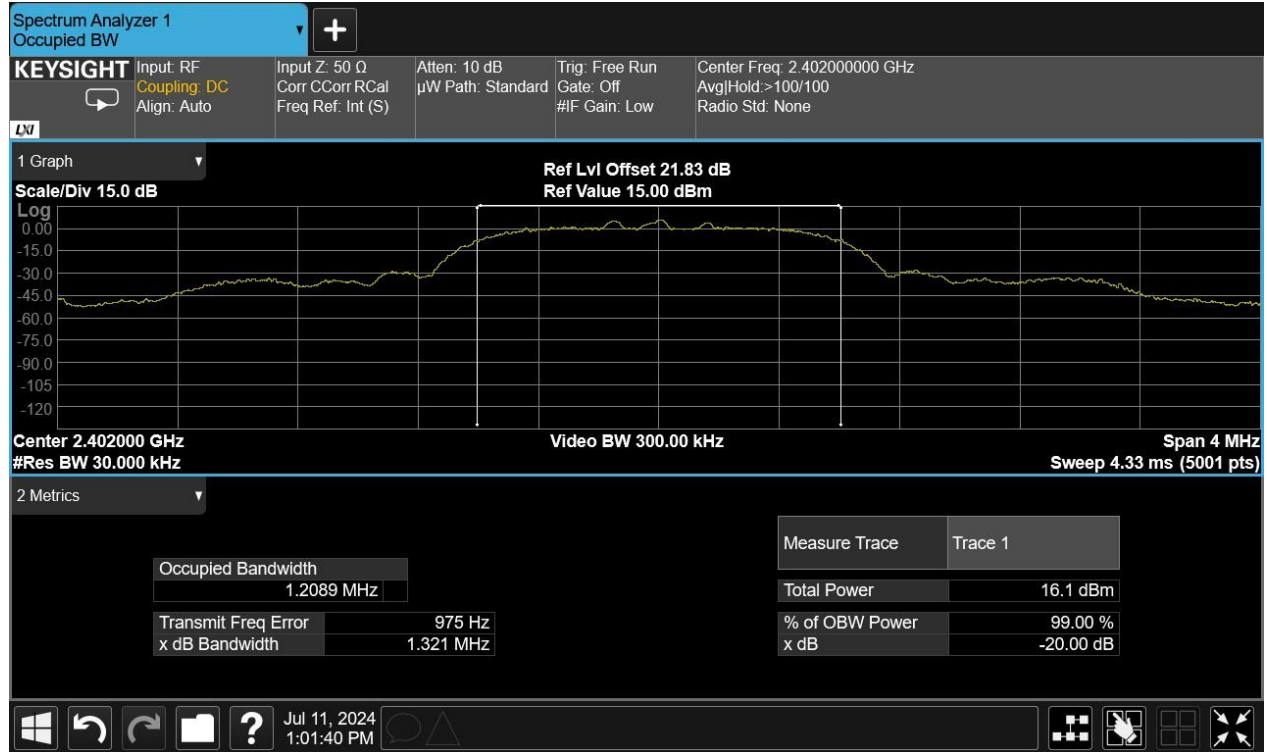 Spectrum Analyzer 1
Occupied BW
KEYSIGHT
LXI
Input: RF
Coupling: DC
Align: Auto
Input Z: 50 Ω
Corr CCorr RCal
Freq Ref: Int (S)
Atten: 10 dB
µW Path: Standard
Trig: Free Run
Gate: Off
#IF Gain: Low
Center Freq: 2.402000000 GHz
Avg|Hold:>100/100
Radio Std: None
1 Graph
Scale/Div 15.0 dB
Ref Lvl Offset 21.83 dB
Ref Value 15.00 dBm
Log
0.00
-15.0
-30.0
-45.0
-60.0
-75.0
-90.0
-105
-120
Center 2.402000 GHz
#Res BW 30.000 kHz
Video BW 300.00 kHz
Span 4 MHz
Sweep 4.33 ms (5001 pts)
2 Metrics
Occupied Bandwidth
1.2089 MHz
Transmit Freq Error 975 Hz
x dB Bandwidth 1.321 MHz
Measure Trace Trace 1
Total Power 16.1 dBm
% of OBW Power 99.00 %
x dB -20.00 dB
?
Jul 11, 2024
1:01:40 PM